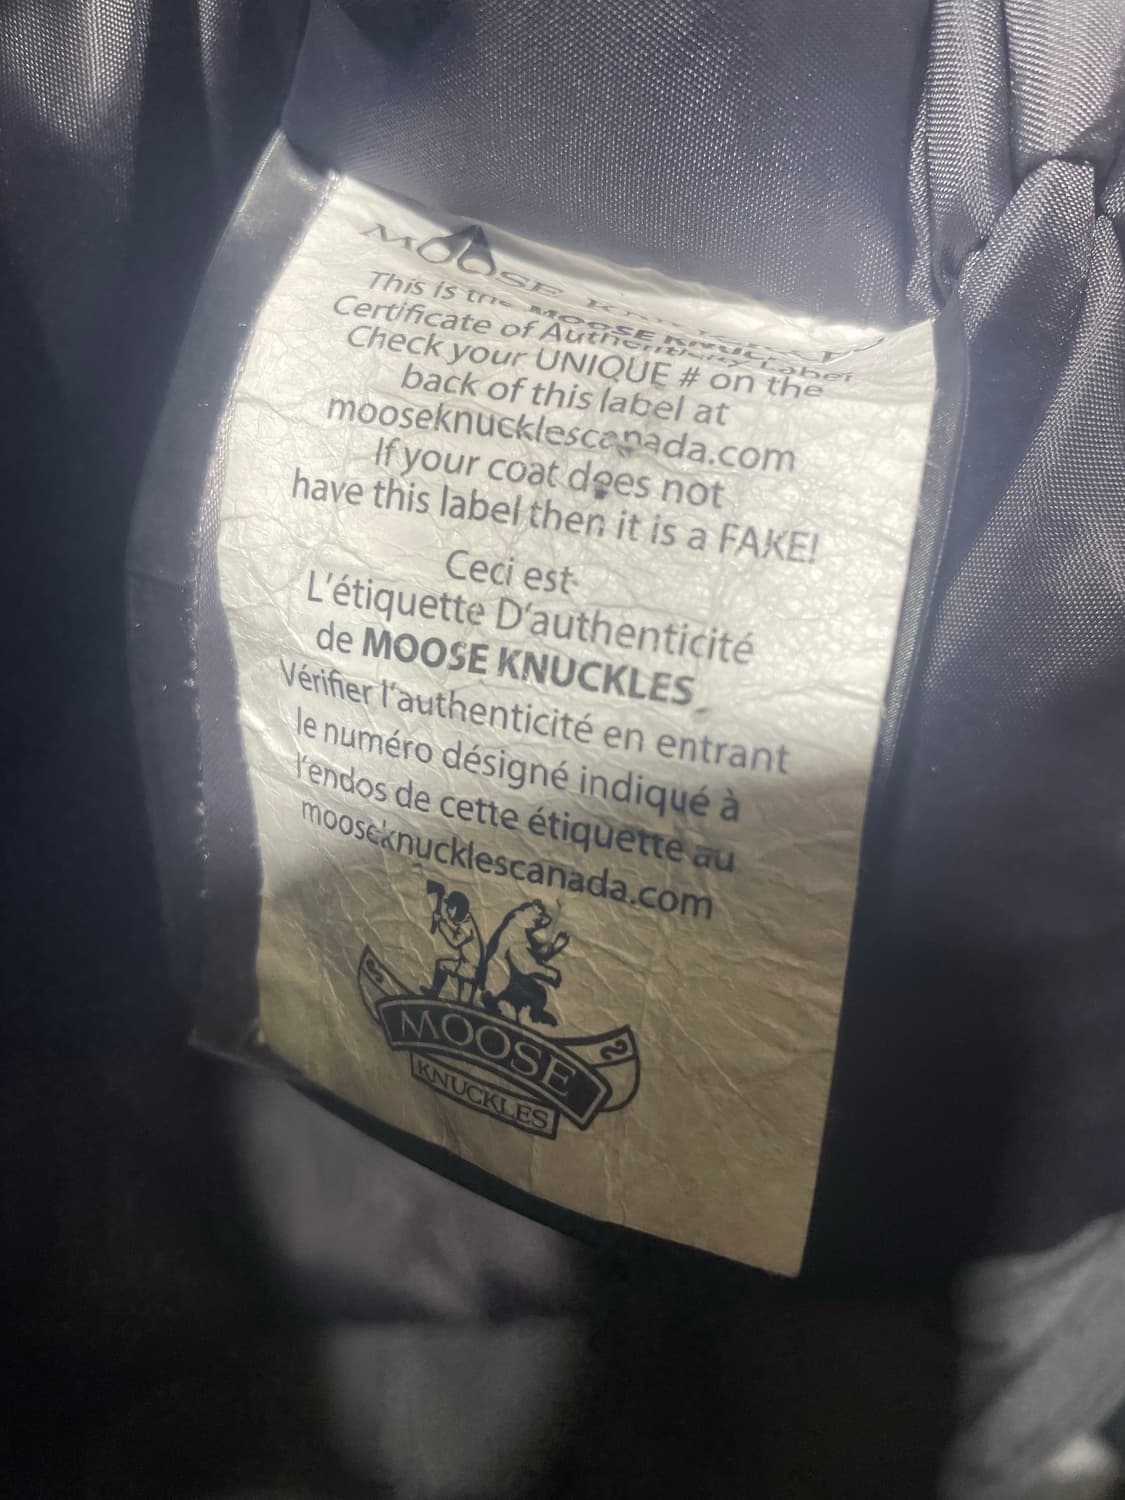 MOOSE K
This is the MOOSE KNUCKLES
Certificate of Authenticity Label
Check your UNIQUE # on the
back of this label at
mooseknucklescanada.com
If your coat does not
have this label then it is a FAKE!
Ceci est
L'étiquette D'authenticité
de MOOSE KNUCKLES
Vérifier l'authenticité en entrant
le numéro désigné indiqué à
l'endos de cette étiquette au
mooseknucklescanada.com
MOOSE
KNUCKLES